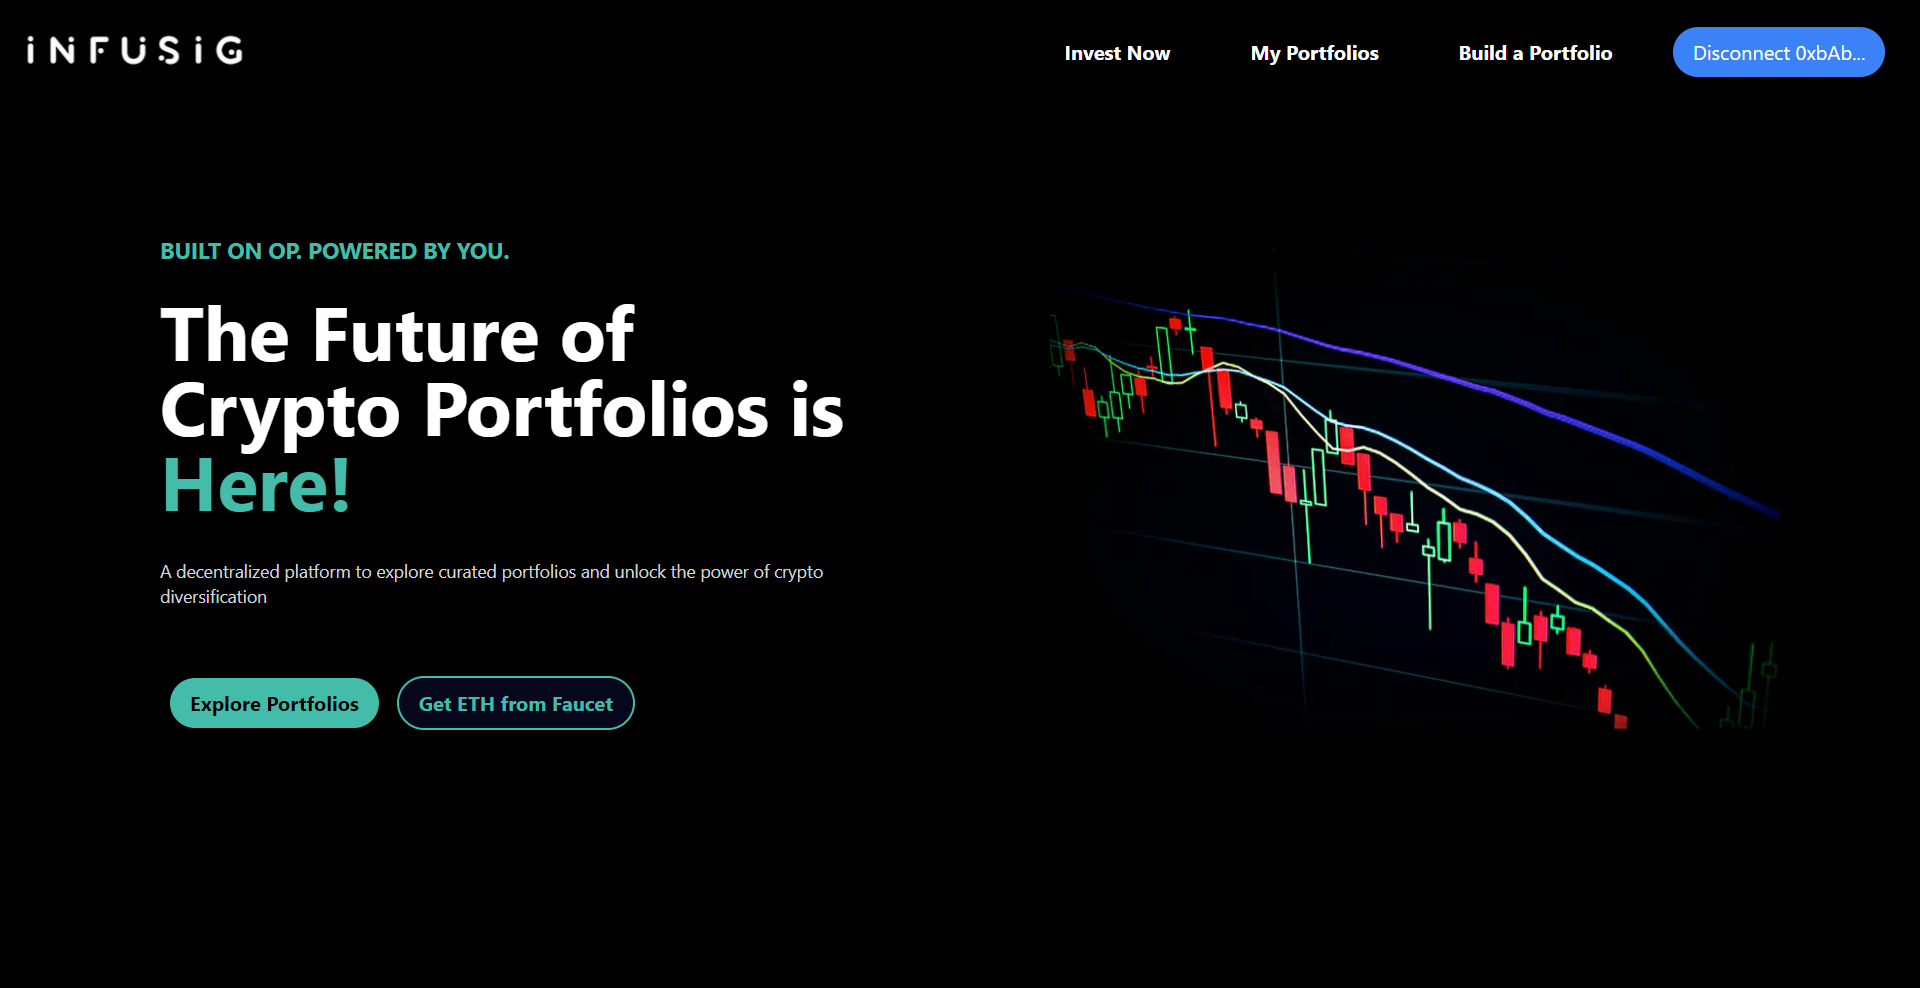 iNFUSiG
Invest Now
My Portfolios
Build a Portfolio
Disconnect 0xbAb...
BUILT ON OP. POWERED BY YOU.
The Future of
Crypto Portfolios is
Here!
A decentralized platform to explore curated portfolios and unlock the power of crypto
diversification
Explore Portfolios
Get ETH from Faucet